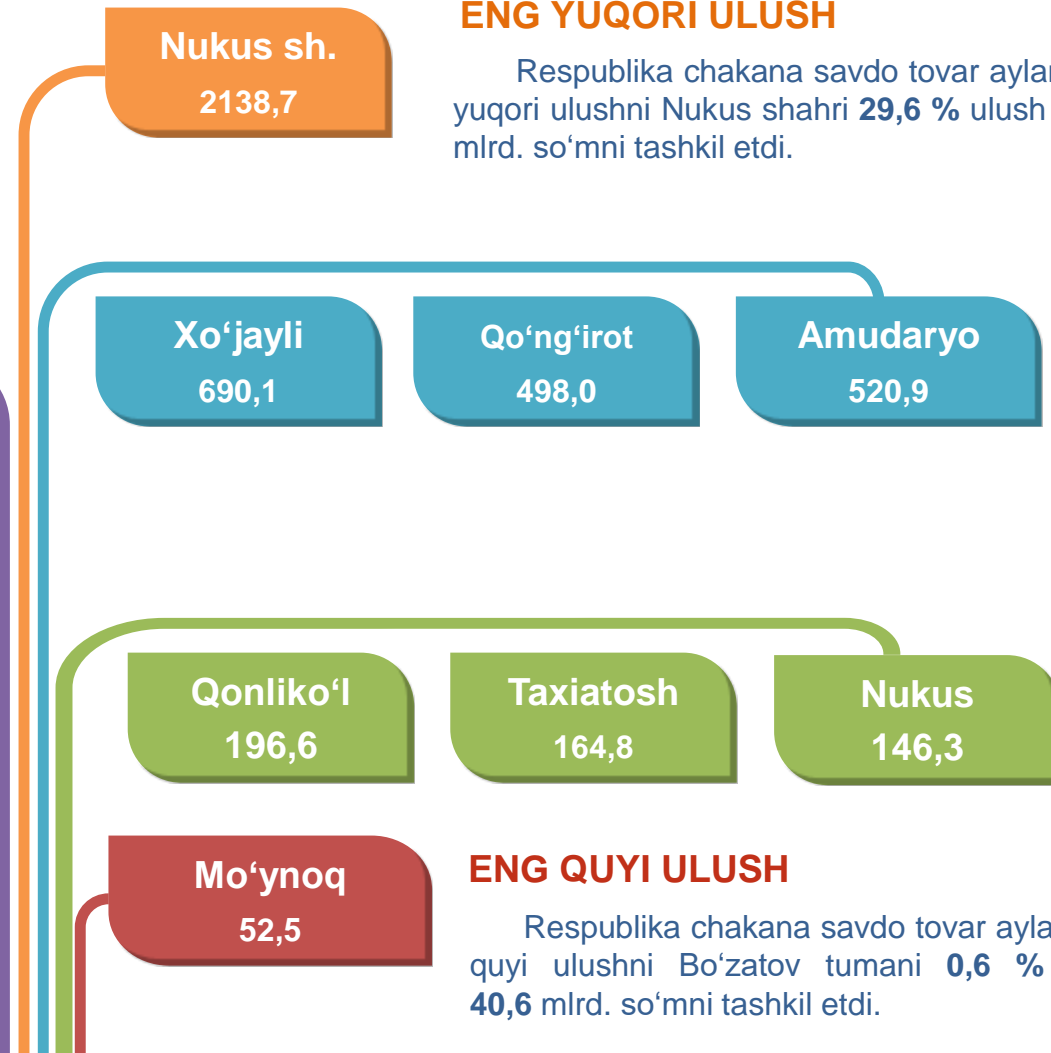 Nukus sh.
2138,7
ENG YUQORI ULUSH
Respublika chakana savdo tovar
yuqori ulushni Nukus shahri 29,6 % ulush
mlrd. so‘mni tashkil etdi.
Xo‘jayli
690,1
Qo‘ng‘irot
498,0
Amudaryo
520,9
Qonliko‘l
196,6
Taxiatosh
164,8
Nukus
146,3
Mo‘ynoq
52,5
ENG QUYI ULUSH
Respublika chakana savdo tovar
quyi ulushni Bo‘zatov tumani 0,6 %
40,6 mlrd. so‘mni tashkil etdi.